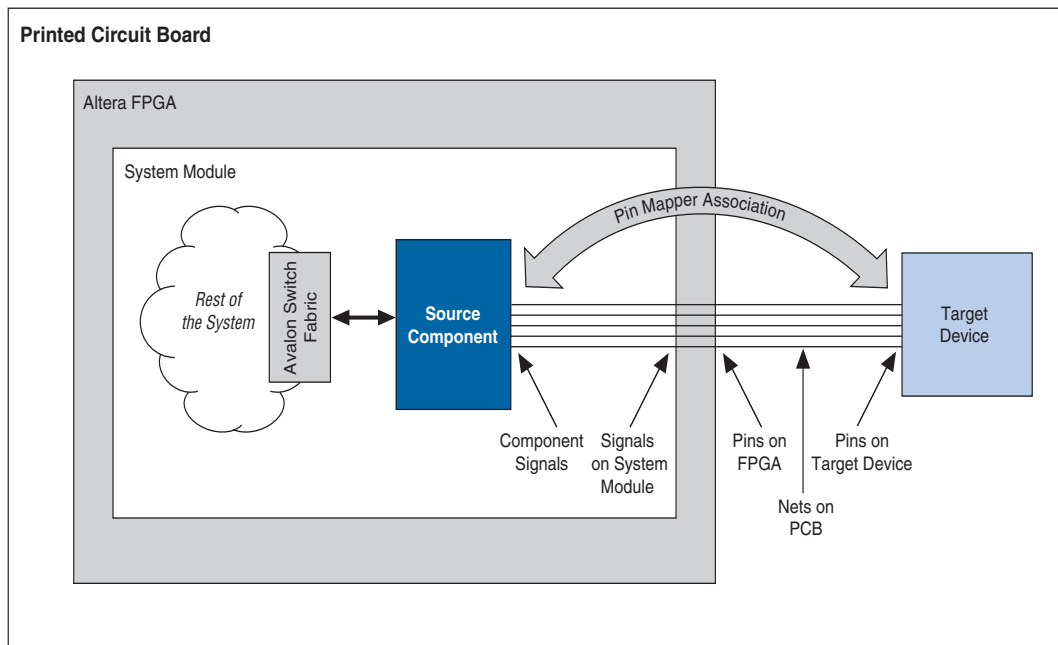 Printed Circuit Board
Altera FPGA
System Module
Pin Mapper Association
Rest of
the System
Avalon Switch
Fabric
Source
Component
Target
Device
Component
Signals
Signals
on System
Module
Pins on
FPGA
Pins on
Target Device
Nets on
PCB